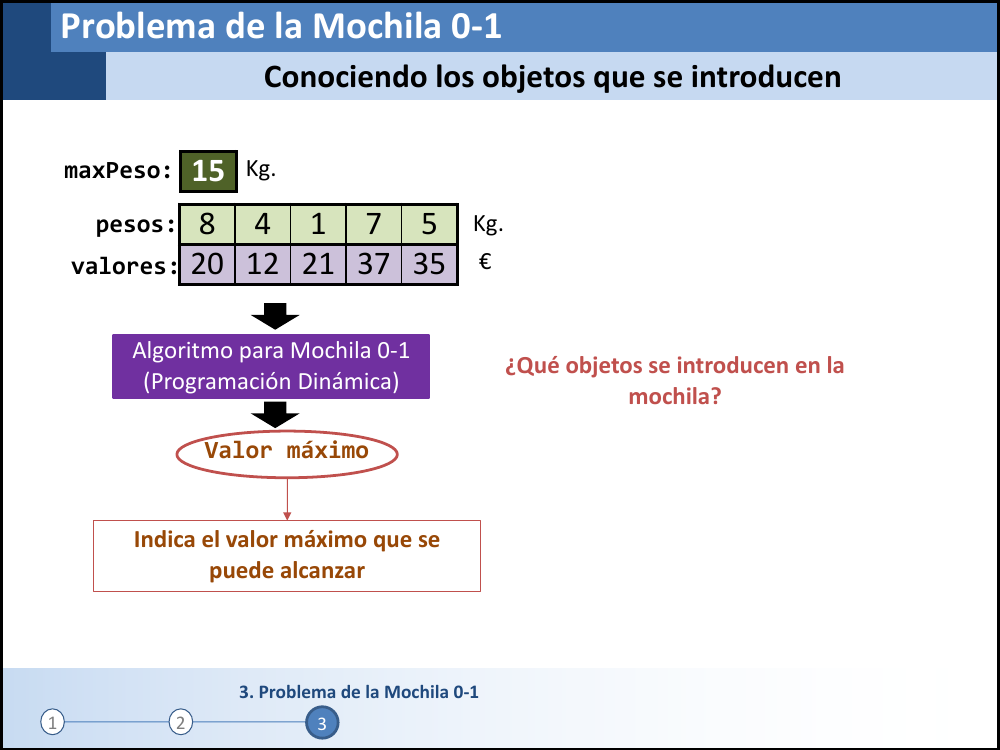 Problema de la Mochila 0-1
Conociendo los objetos que se introducen
maxPeso: 15 Kg.
pesos: 8 4 1 7 5 Kg.
valores: 20 12 21 37 35 €
Algoritmo para Mochila 0-1
(Programación Dinámica)
¿Qué objetos se introducen en la
mochila?
Valor máximo
Indica el valor máximo que se
puede alcanzar
3. Problema de la Mochila 0-1
1 2 3